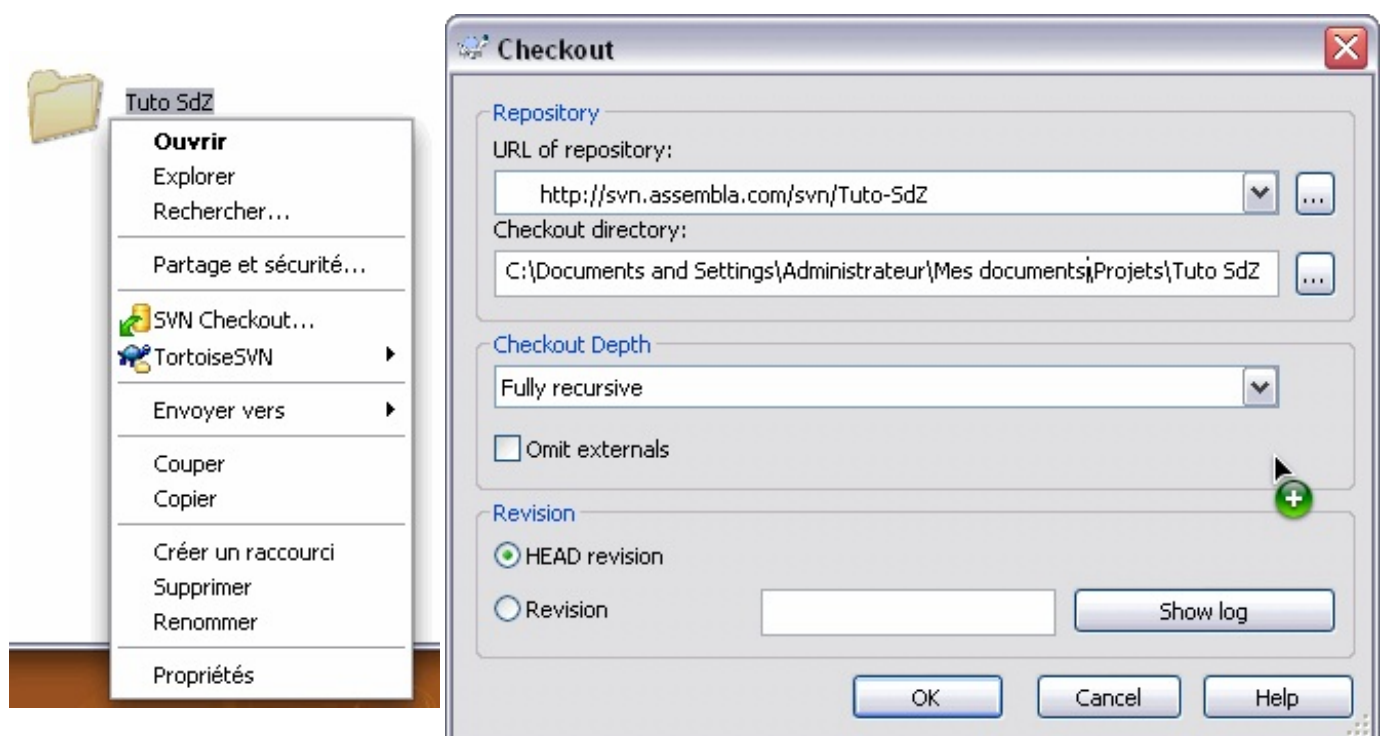 Tuto SdZ
Ouvrir
Explorer
Rechercher...
Partage et sécurité...
SVN Checkout...
TortoiseSVN
Envoyer vers
Couper
Copier
Créer un raccourci
Supprimer
Renommer
Propriétés
Checkout
Repository
URL of repository:
http://svn.assembla.com/svn/Tuto-SdZ
...
Checkout directory:
C:\Documents and Settings\Administrateur\Mes documents\Projets\Tuto SdZ
...
Checkout Depth
Fully recursive
Omit externals
Revision
HEAD revision
Revision
Show log
OK Cancel Help